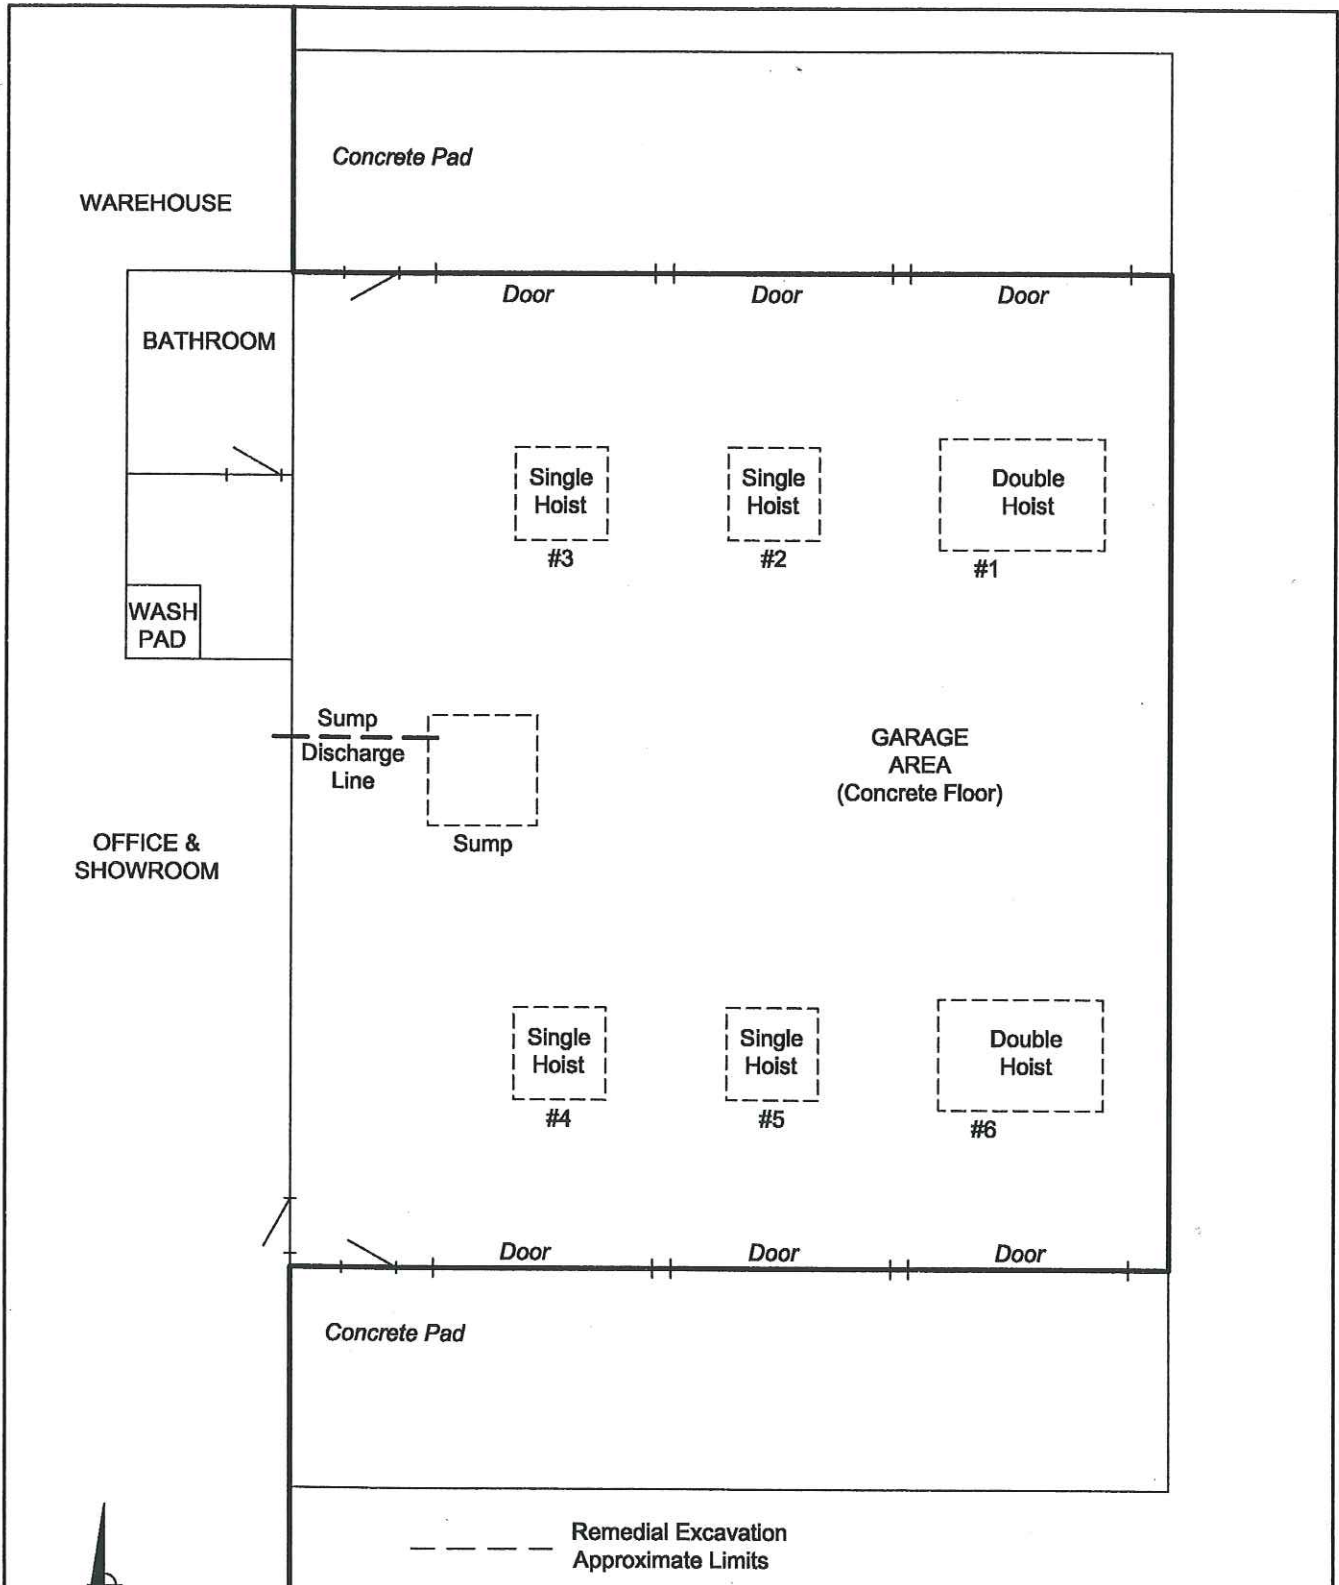 Concrete Pad
WAREHOUSE
Door
Door
Door
BATHROOM
Single
Hoist
#3
Single
Hoist
#2
Double
Hoist
#1
WASH
PAD
Sump
Discharge
Line
Sump
GARAGE
AREA
(Concrete Floor)
OFFICE &
SHOWROOM
Single
Hoist
#4
Single
Hoist
#5
Double
Hoist
#6
Door
Door
Door
Concrete Pad
Remedial Excavation
Approximate Limits